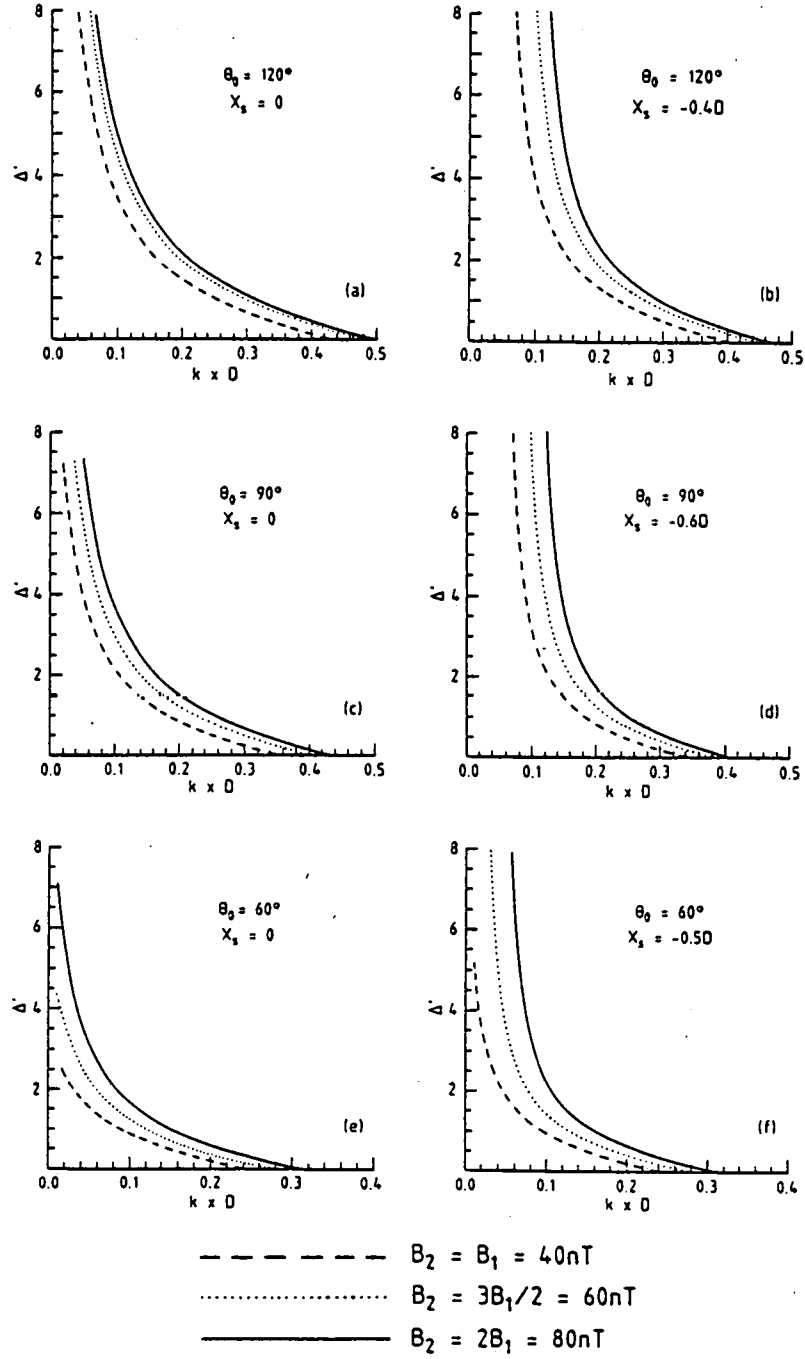 θ₀ = 120°
Xₛ = 0
Δ'
8
6
4
2
(a)
0.0 0.1 0.2 0.3 0.4 0.5
k x D
θ₀ = 120°
Xₛ = -0.4D
Δ'
8
6
4
2
(b)
0.0 0.1 0.2 0.3 0.4 0.5
k x D
θ₀ = 90°
Xₛ = 0
Δ'
8
6
4
2
(c)
0.0 0.1 0.2 0.3 0.4 0.5
k x D
θ₀ = 90°
Xₛ = -0.6D
Δ'
8
6
4
2
(d)
0.0 0.1 0.2 0.3 0.4 0.5
k x D
θ₀ = 60°
Xₛ = 0
Δ'
8
6
4
2
(e)
0.0 0.1 0.2 0.3 0.4
k x D
θ₀ = 60°
Xₛ = -0.5D
Δ'
8
6
4
2
(f)
0.0 0.1 0.2 0.3 0.4
k x D
B₂ = B₁ = 40nT
B₂ = 3B₁/2 = 60nT
B₂ = 2B₁ = 80nT